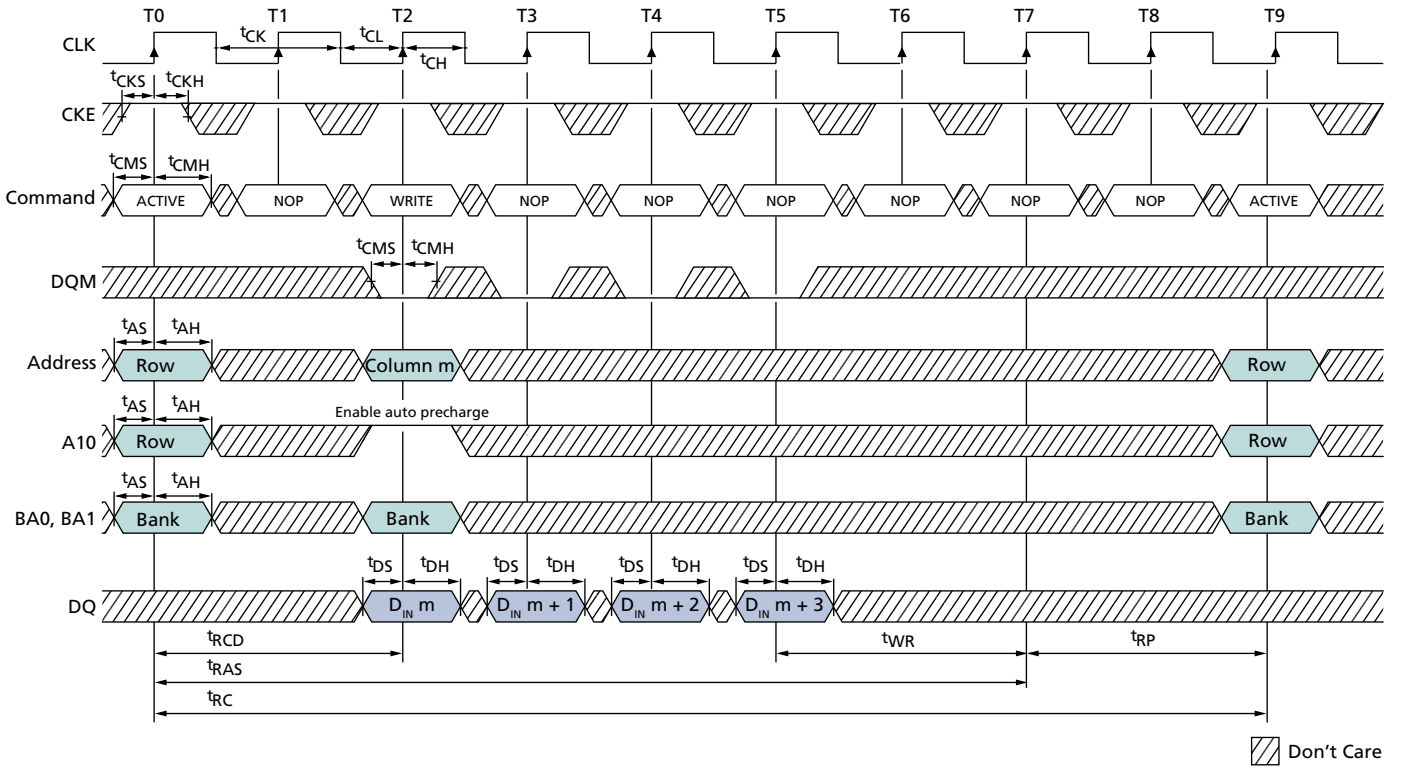 T0 T1 T2 T3 T4 T5 T6 T7 T8 T9
CLK tCK tCL tCH
tCKS tCKH
CKE
tCMS tCMH
Command ACTIVE NOP WRITE NOP NOP NOP NOP NOP NOP ACTIVE
tCMS tCMH
DQM
tAS tAH
Address Row Column m Row
tAS tAH Enable auto precharge
A10 Row Row
tAS tAH
BA0, BA1 Bank Bank Bank
tDS tDH tDS tDH tDS tDH tDS tDH
DQ DIN m DIN m + 1 DIN m + 2 DIN m + 3
tRCD tWR tRP
tRAS
tRC
Don't Care